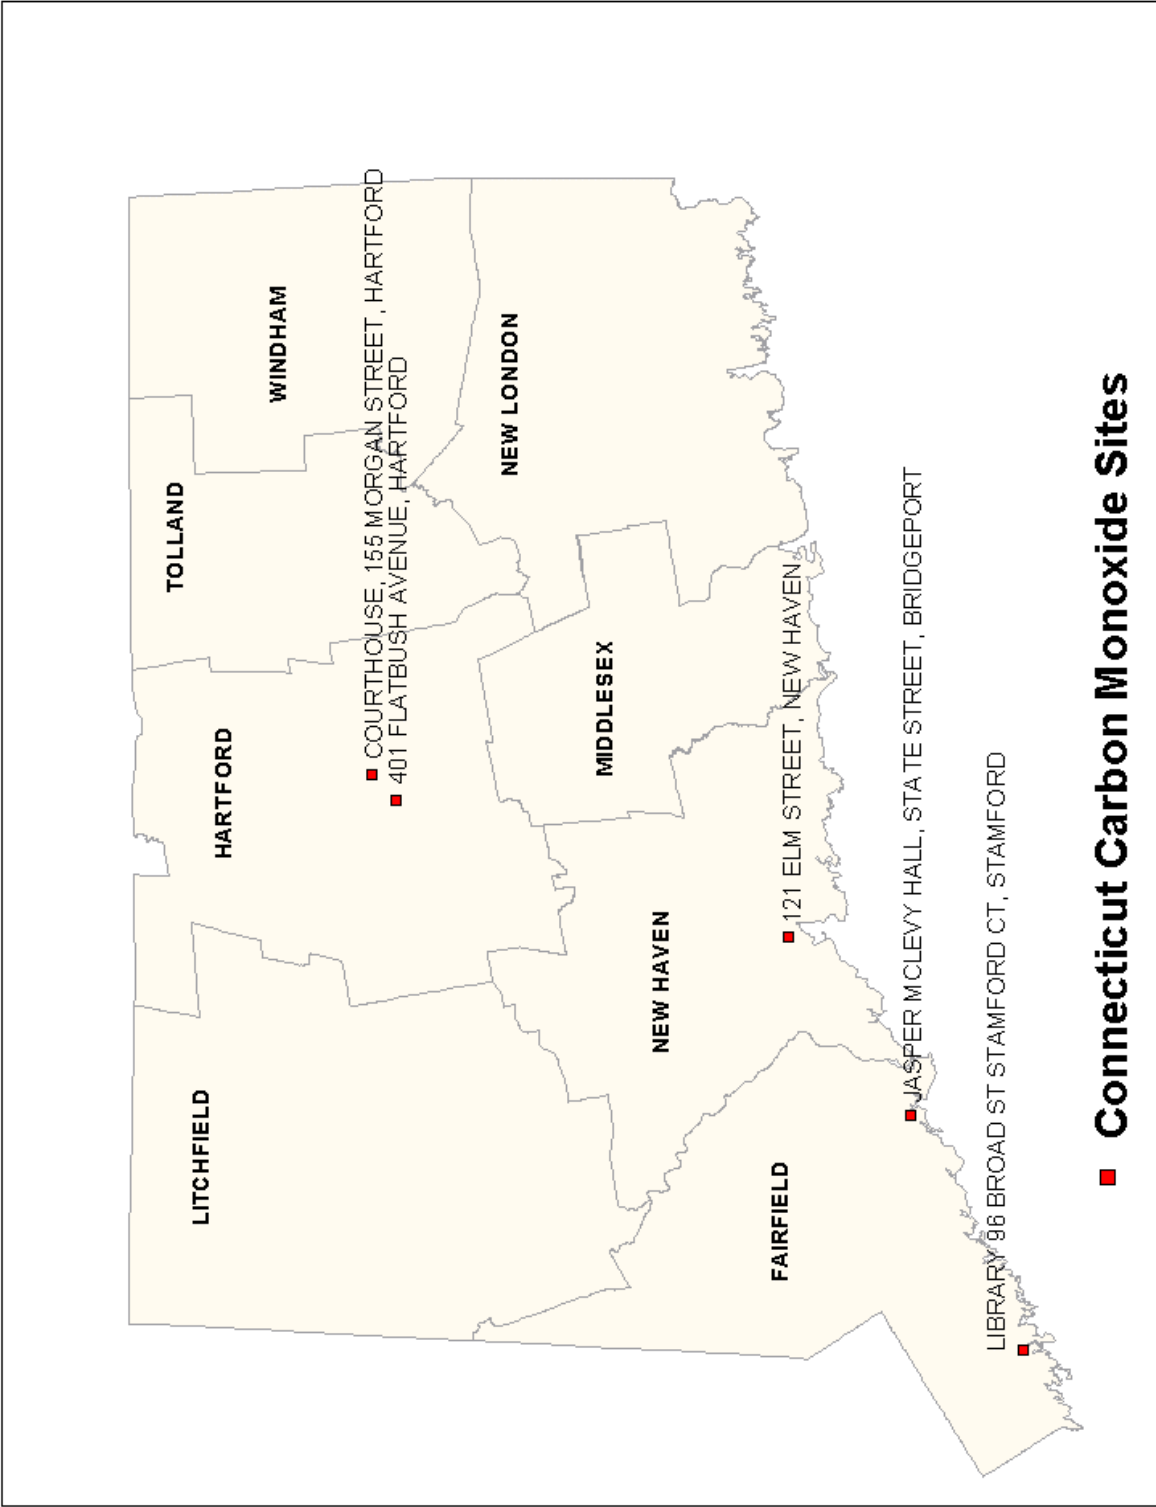 LITCHFIELD
HARTFORD
TOLLAND
WINDHAM
COURTHOUSE, 155 MORGAN STREET, HARTFORD
401 FLATBUSH AVENUE, HARTFORD
NEW LONDON
MIDDLESEX
NEW HAVEN
FAIRFIELD
121 ELM STREET, NEW HAVEN
JASPER MCLEVY HALL, STATE STREET, BRIDGEPORT
LIBRARY 96 BROAD ST STAMFORD CT, STAMFORD
Connecticut Carbon Monoxide Sites